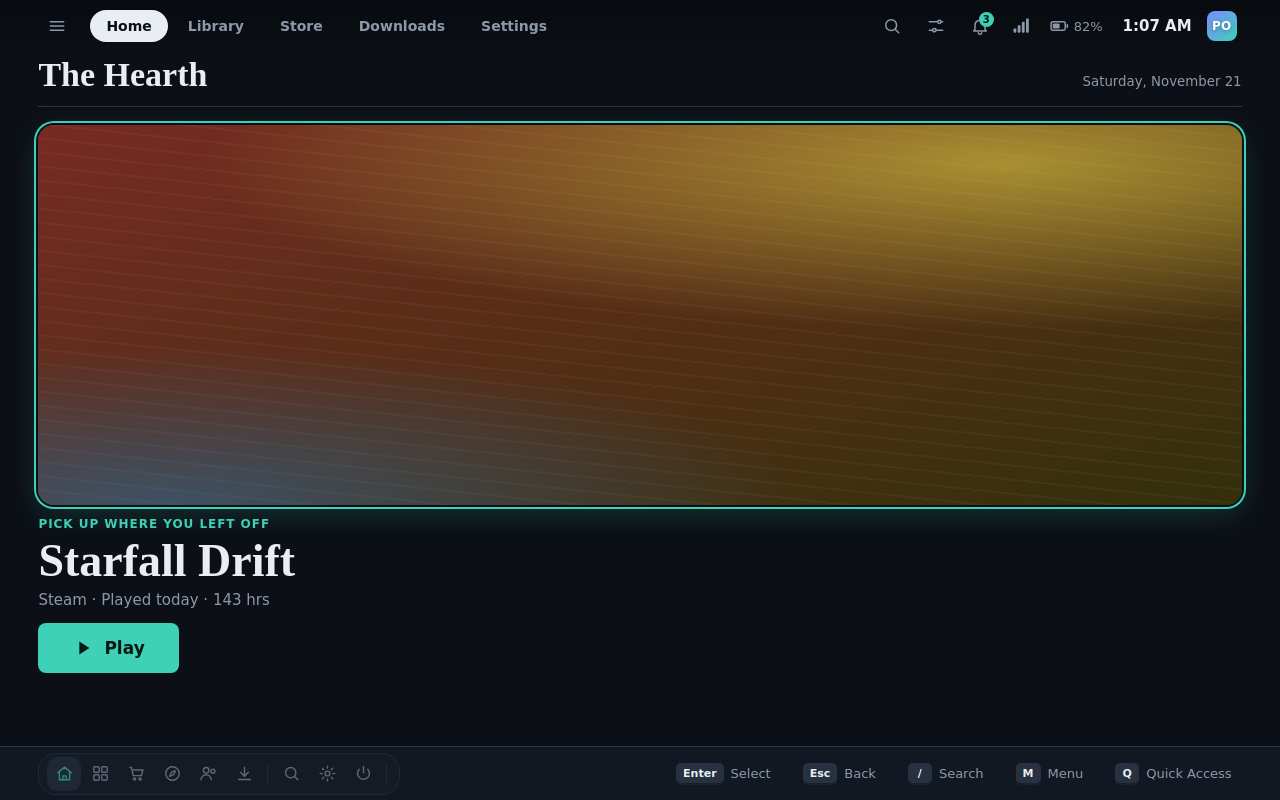 Home Library Store Downloads Settings 3 82% 1:07 AM PO
The Hearth
Saturday, November 21
PICK UP WHERE YOU LEFT OFF
Starfall Drift
Steam · Played today · 143 hrs
Play
Enter Select Esc Back / Search M Menu Q Quick Access